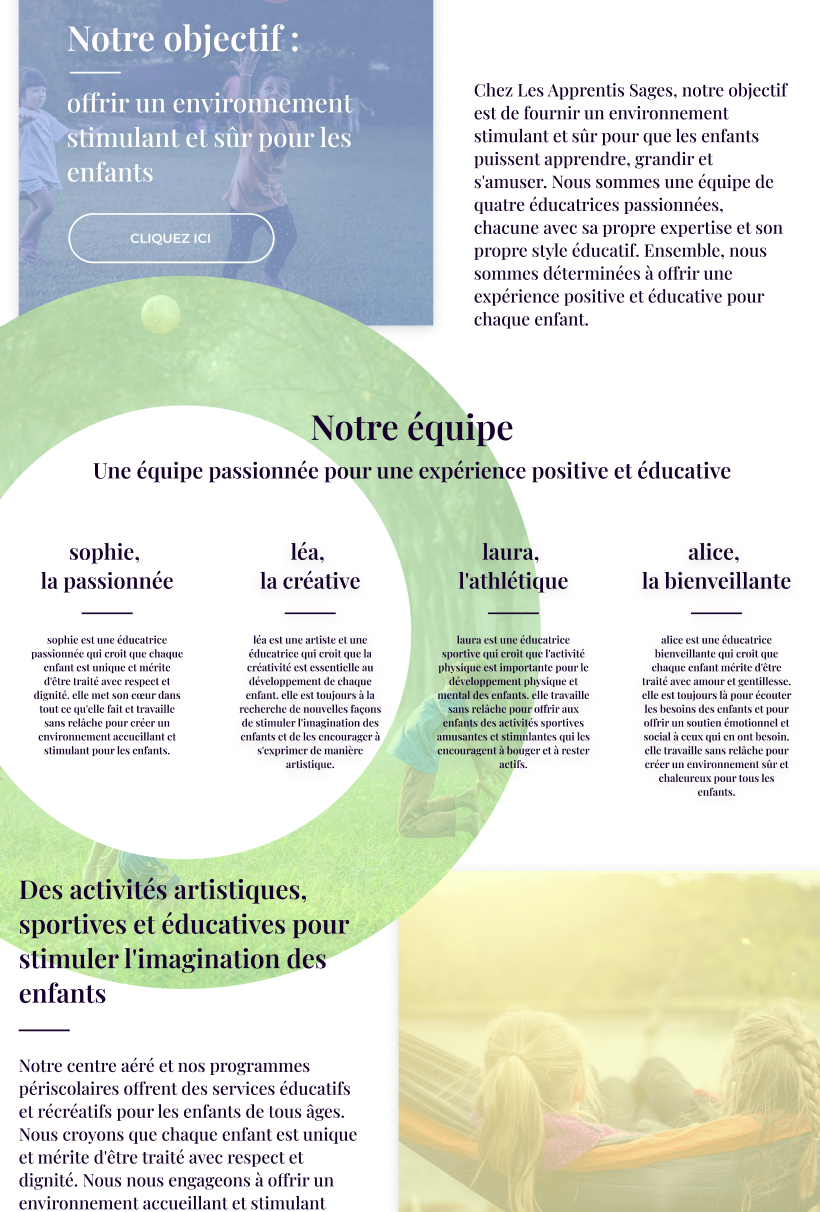 Notre objectif :
offrir un environnement
stimulant et sûr pour les
enfants
CLIQUEZ ICI
Chez Les Apprentis Sages, notre objectif
est de fournir un environnement
stimulant et sûr pour que les enfants
puissent apprendre, grandir et
s'amuser. Nous sommes une équipe de
quatre éducatrices passionnées,
chacune avec sa propre expertise et son
propre style éducatif. Ensemble, nous
sommes déterminées à offrir une
expérience positive et éducative pour
chaque enfant.
Notre équipe
Une équipe passionnée pour une expérience positive et éducative
sophie,
la passionnée
sophie est une éducatrice
passionnée qui croit que chaque
enfant est unique et mérite
d'être traité avec respect et
dignité. elle met son cœur dans
tout ce qu'elle fait et travaille
sans relâche pour créer un
environnement accueillant et
stimulant pour les enfants.
léa,
la créative
léa est une artiste et une
éducatrice qui croit que la
créativité est essentielle au
développement de chaque
enfant. elle est toujours à la
recherche de nouvelles façons
de stimuler l'imagination des
enfants et de les encourager à
s'exprimer de manière
artistique.
laura,
l'athlétique
laura est une éducatrice
sportive qui croit que l'activité
physique est importante pour le
développement physique et
mental des enfants. elle travaille
sans relâche pour offrir aux
enfants des activités sportives
amusantes et stimulantes qui les
encouragent à bouger et à rester
actifs.
alice,
la bienveillante
alice est une éducatrice
bienveillante qui croit que
chaque enfant mérite d'être
traité avec amour et gentillesse.
elle est toujours là pour écouter
les besoins des enfants et pour
offrir un soutien émotionnel et
social à ceux qui en ont besoin.
elle travaille sans relâche pour
créer un environnement sûr et
chaleureux pour tous les
enfants.
Des activités artistiques,
sportives et éducatives pour
stimuler l'imagination des
enfants
Notre centre aéré et nos programmes
périscolaires offrent des services éducatifs
et récréatifs pour les enfants de tous âges.
Nous croyons que chaque enfant est unique
et mérite d'être traité avec respect et
dignité. Nous nous engageons à offrir un
environnement accueillant et stimulant